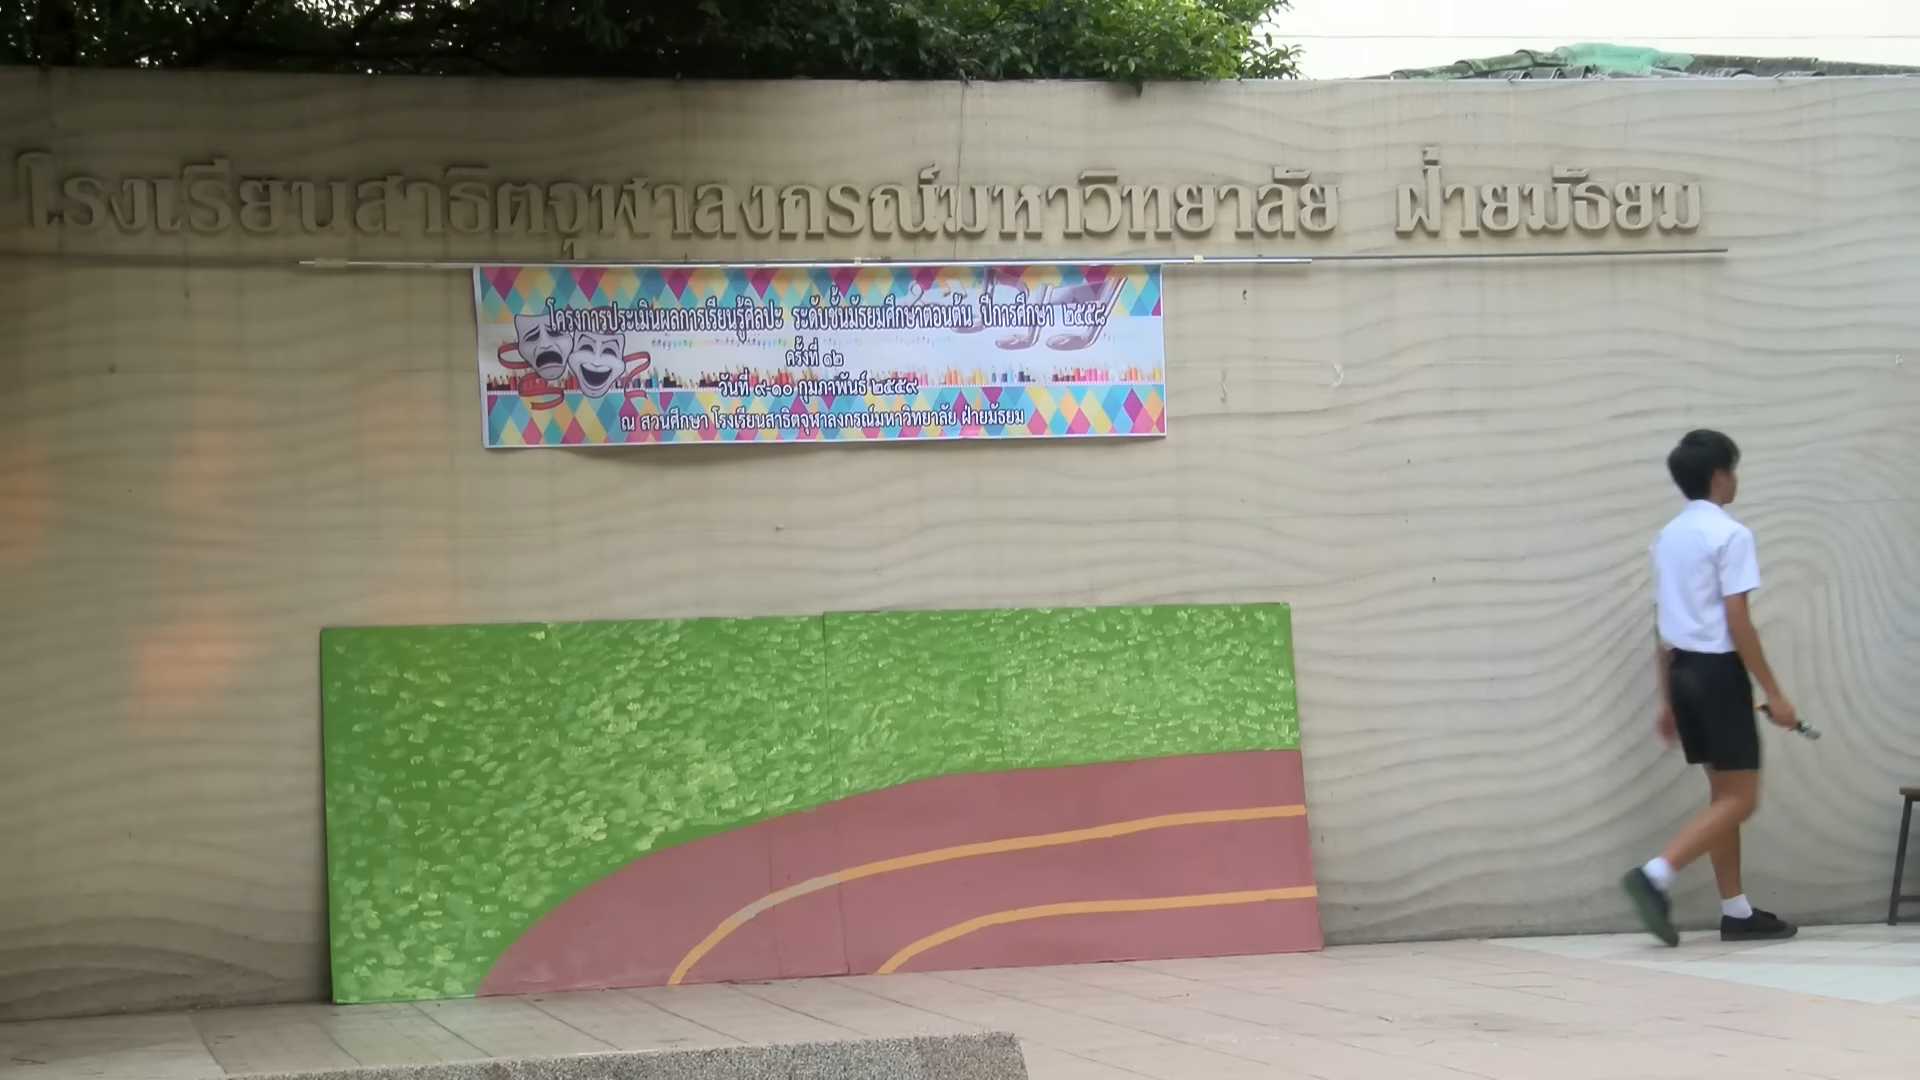 โรงเรียนสาธิตจุฬาลงกรณ์มหาวิทยาลัย ฝ่ายมัธยม
โครงการประเมินผลการเรียนรู้ศิลปะ ระดับชั้นมัธยมศึกษาตอนต้น ปีการศึกษา ๒๕๕๘
ครั้งที่ ๑๒
วันที่ ๙-๑๐ กุมภาพันธ์ ๒๕๕๙
ณ สวนศึกษา โรงเรียนสาธิตจุฬาลงกรณ์มหาวิทยาลัย ฝ่ายมัธยม